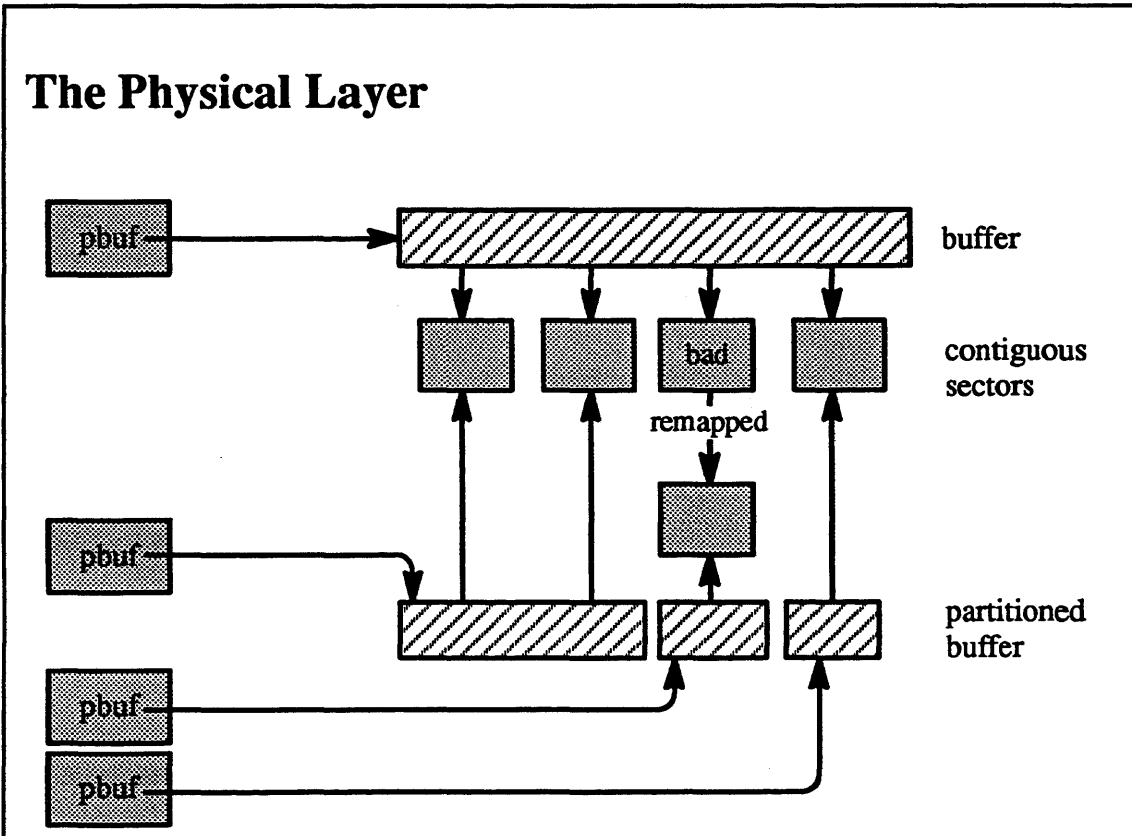 The Physical Layer
pbuf
buffer
bad
contiguous
sectors
remapped
pbuf
partitioned
buffer
pbuf
pbuf